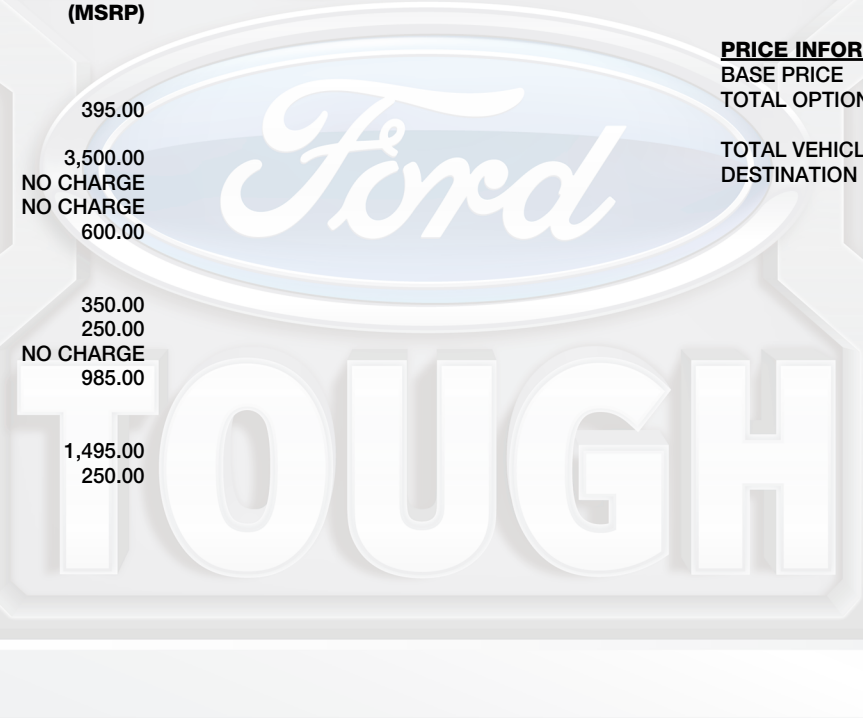 (MSRP)
395.00
3,500.00
NO CHARGE
NO CHARGE
600.00
350.00
250.00
NO CHARGE
985.00
1,495.00
250.00
PRICE INFOR
BASE PRICE
TOTAL OPTION
TOTAL VEHICL
DESTINATION
Ford
TOUGH